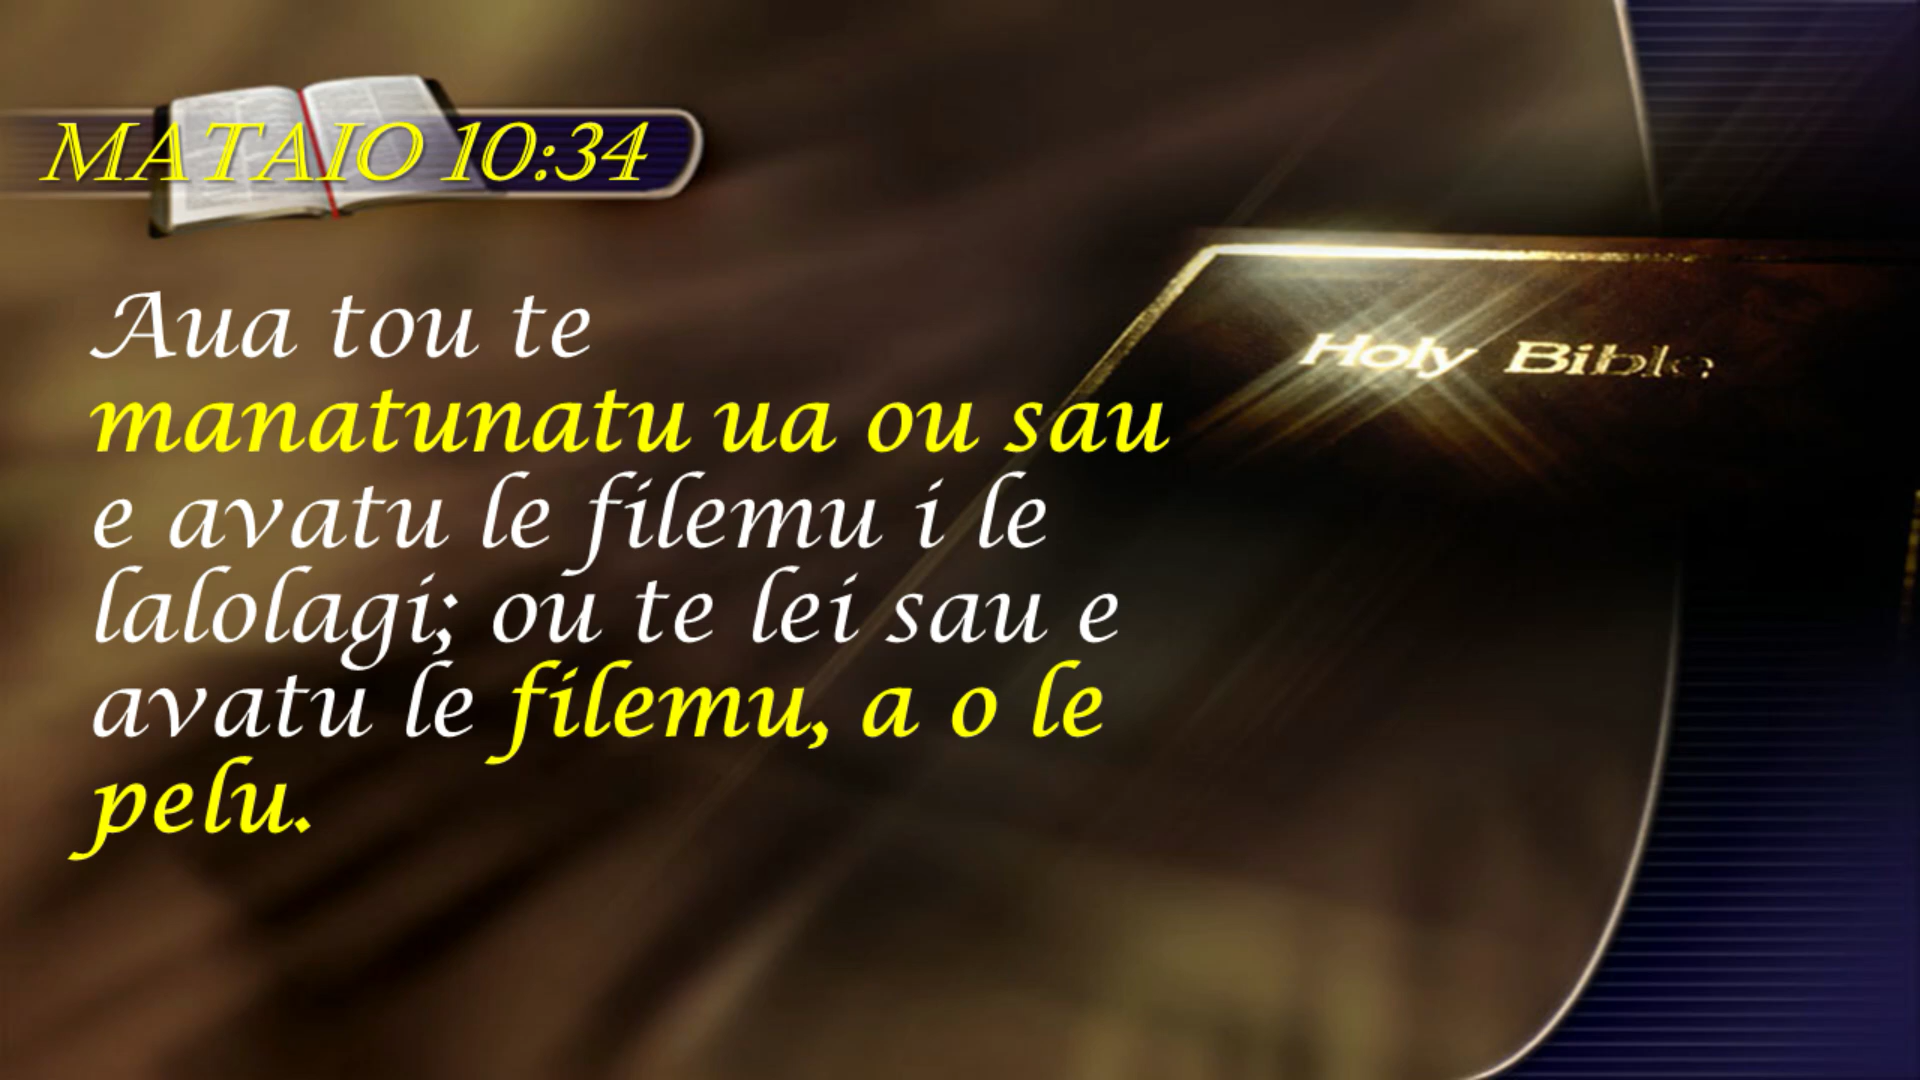 MATAIO 10:34
Holy Bible
Aua tou te
manatunatu ua ou sau
e avatu le filemu i le
lalolagi; ou te lei sau e
avatu le filemu, a o le
pelu.